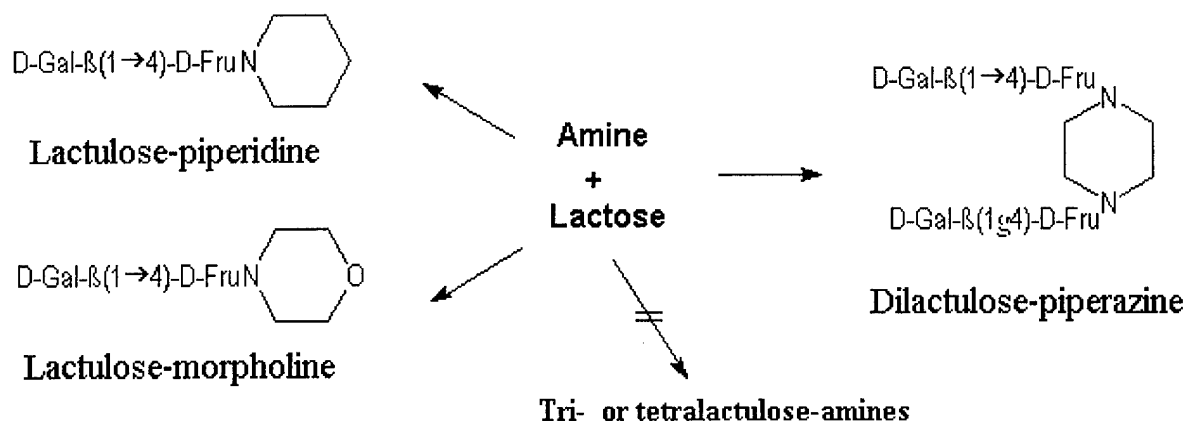 D-Gal-ß(1→4)-D-FruN
Lactulose-piperidine
D-Gal-ß(1→4)-D-FruN O
Lactulose-morpholine
Amine
+
Lactose
D-Gal-ß(1→4)-D-Fru
N
N
D-Gal-ß(1g4)-D-Fru
Dilactulose-piperazine
Tri- or tetralactulose-amines